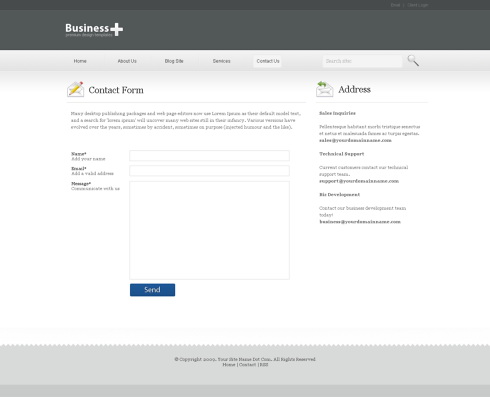 Client Login
Business+
premium design templates
Home
About Us
Blog Site
Services
Contact Us
Search site:
Contact Form
Many desktop publishing packages and web page editors now use Lorem Ipsum as their default model text,
and a search for 'lorem ipsum' will uncover many web sites still in their infancy. Various versions have
evolved over the years, sometimes by accident, sometimes on purpose (injected humour and the like).
Name*
Add your name
Email*
Add a valid address
Message*
Communicate with us
Send
Address
Sales Inquiries
Pellentesque habitant morbi tristique senectus
et netus et malesuada fames ac turpis egestas.
sales@yourdomainname.com
Technical Support
Current customers contact our technical
support team.
support@yourdomainname.com
Biz Development
Contact our business development team
today!
business@yourdomainname.com
© Copyright 2009. Your Site Name Dot Com. All Rights Reserved
Home | Contact | RSS